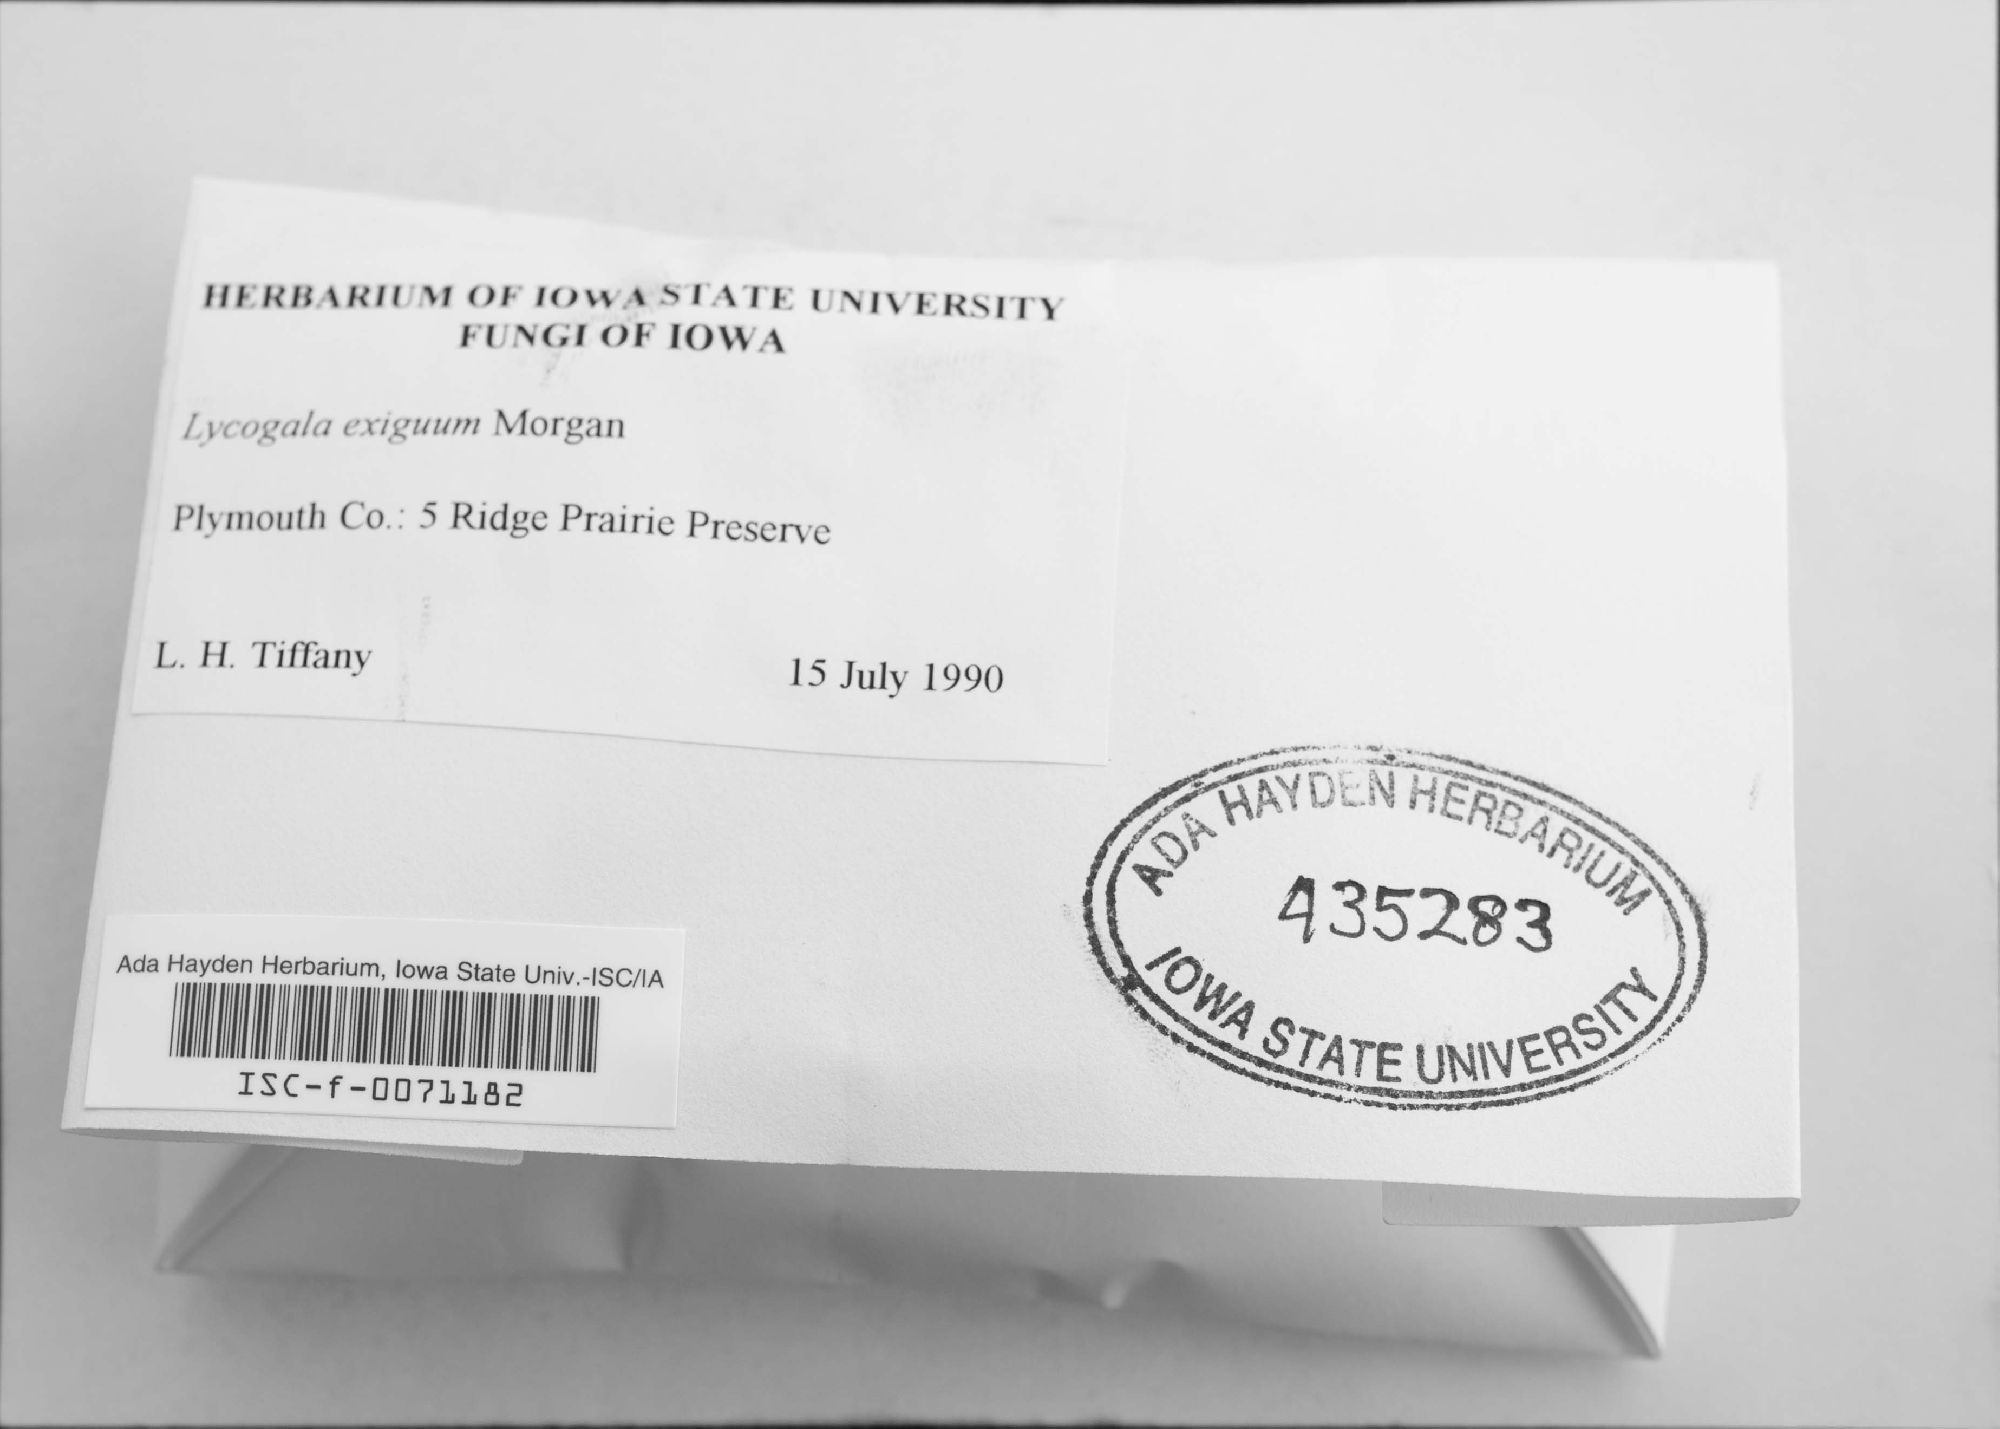 HERBARIUM OF IOWA STATE UNIVERSITY
FUNGI OF IOWA
Lycogala exiguum Morgan
Plymouth Co.: 5 Ridge Prairie Preserve
L. H. Tiffany 15 July 1990
ADA HAYDEN HERBARIUM
435283
IOWA STATE UNIVERSITY
Ada Hayden Herbarium, Iowa State Univ.-ISC/IA
ISC-f-0071182